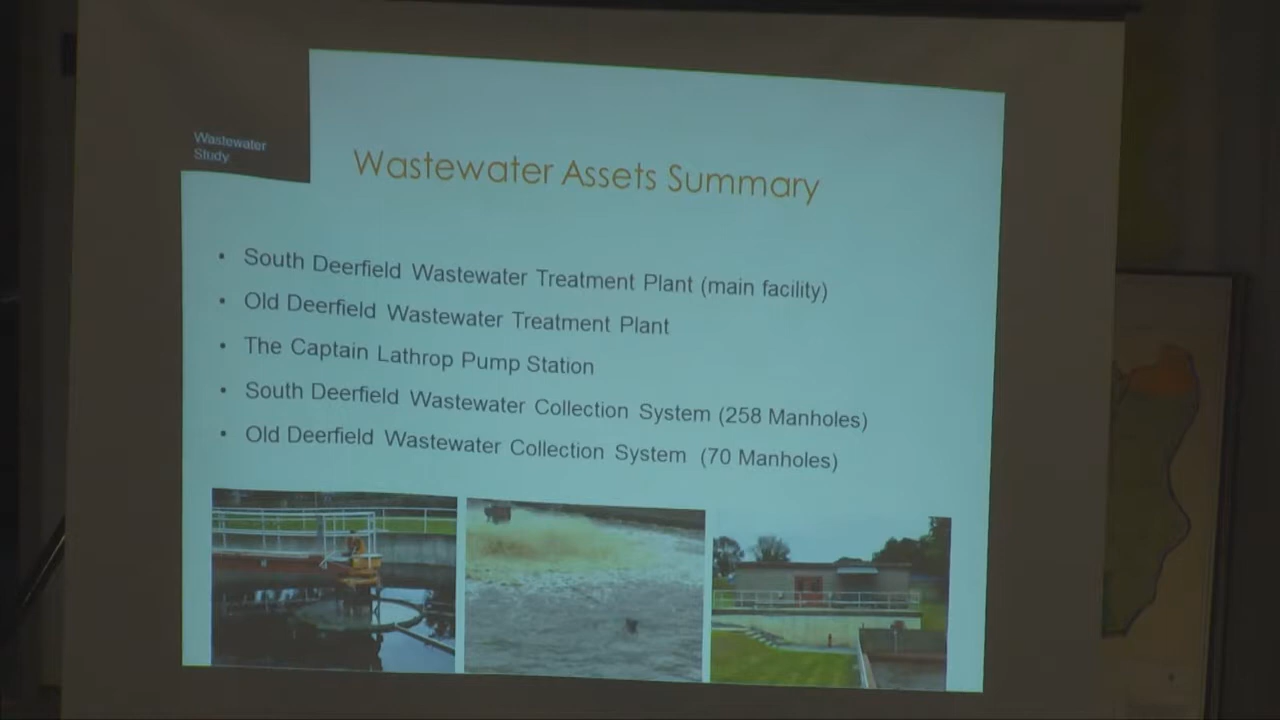 Wastewater
Study
Wastewater Assets Summary
• South Deerfield Wastewater Treatment Plant (main facility)
• Old Deerfield Wastewater Treatment Plant
• The Captain Lathrop Pump Station
• South Deerfield Wastewater Collection System (258 Manholes)
• Old Deerfield Wastewater Collection System (70 Manholes)